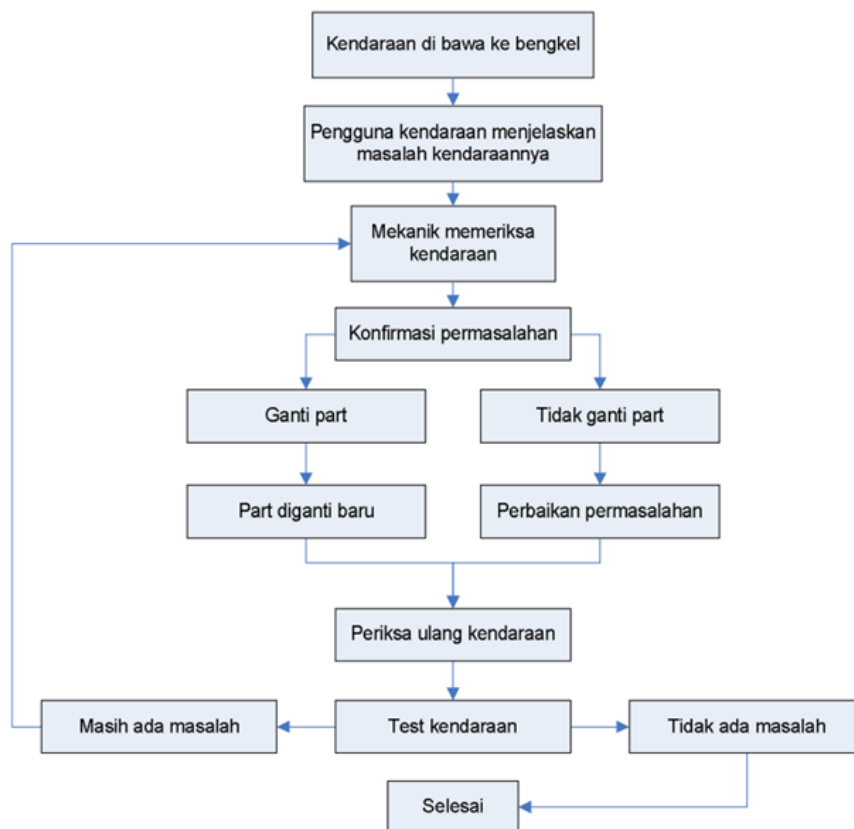 Kendaraan di bawa ke bengkel
Pengguna kendaraan menjelaskan
masalah kendaraannya
Mekanik memeriksa
kendaraan
Konfirmasi permasalahan
Ganti part
Tidak ganti part
Part diganti baru
Perbaikan permasalahan
Periksa ulang kendaraan
Masih ada masalah
Test kendaraan
Tidak ada masalah
Selesai